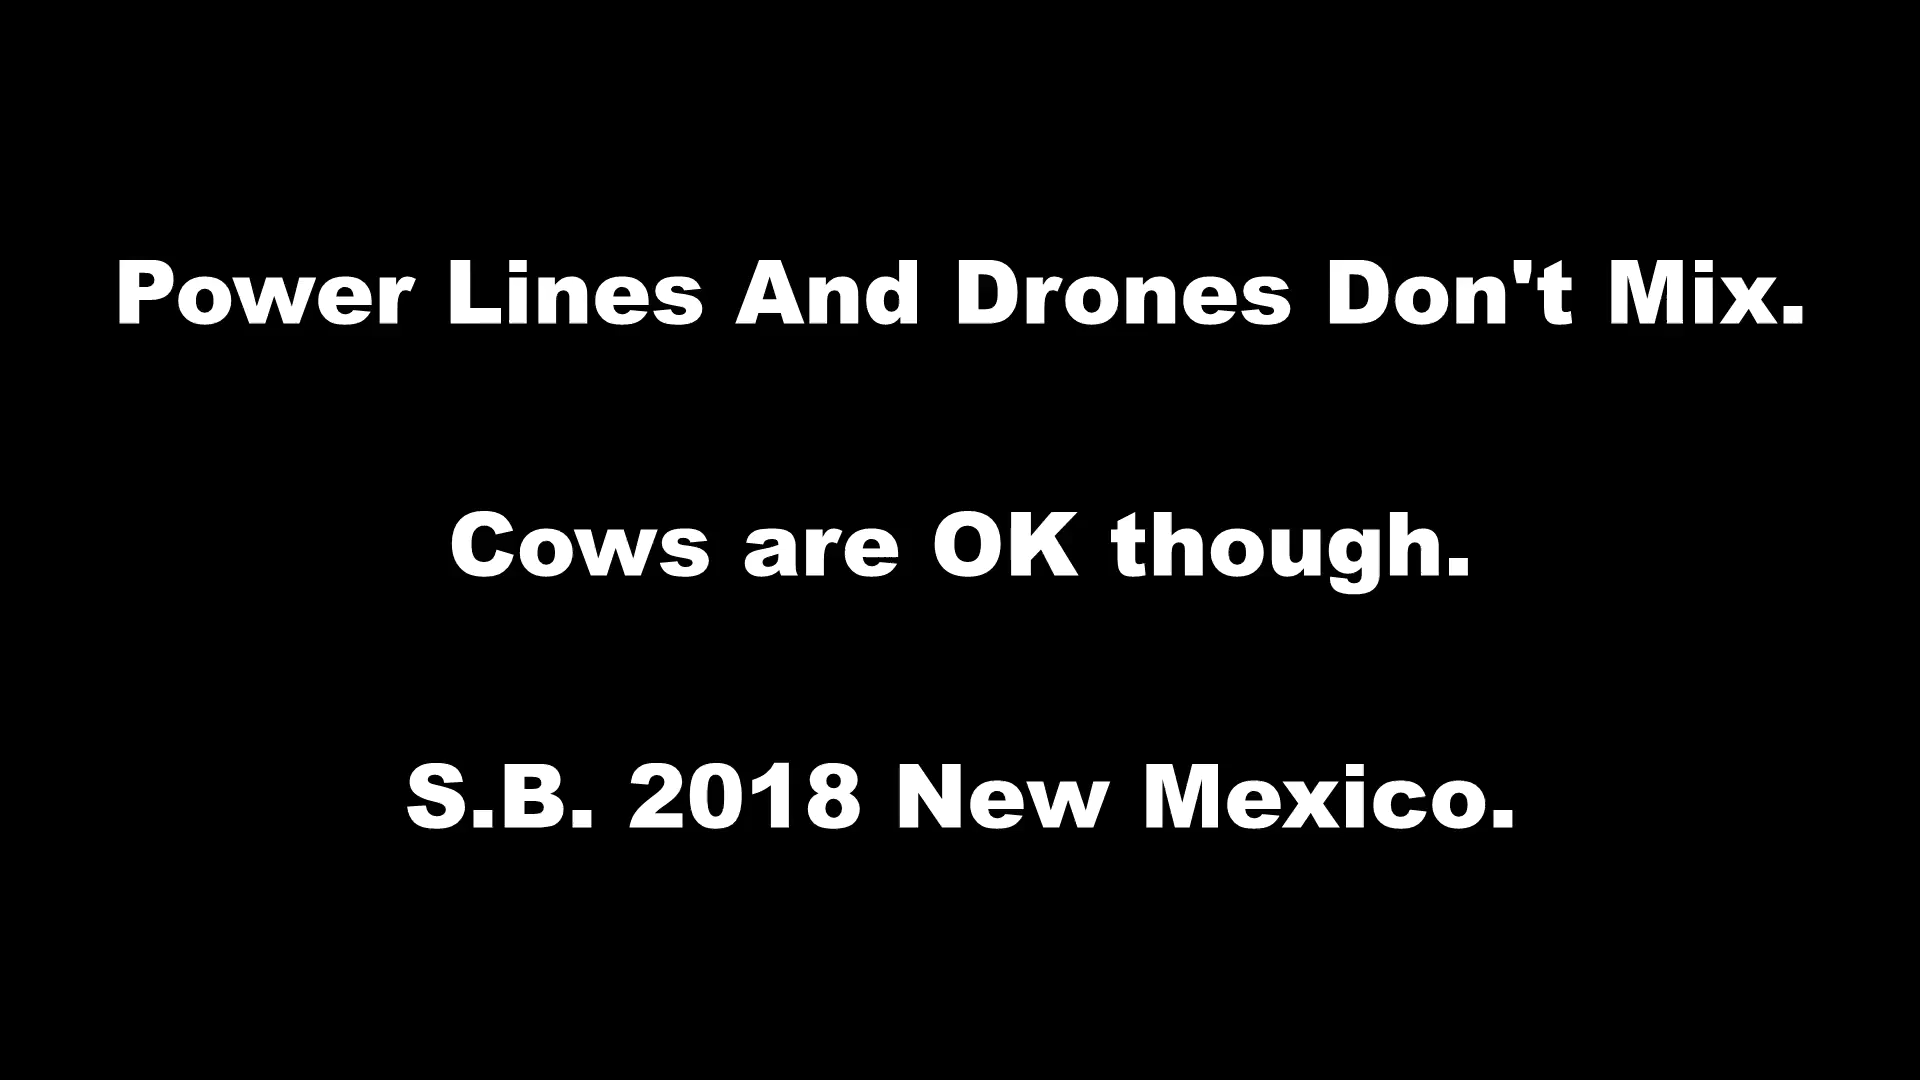 Power Lines And Drones Don't Mix.
Cows are OK though.
S.B. 2018 New Mexico.